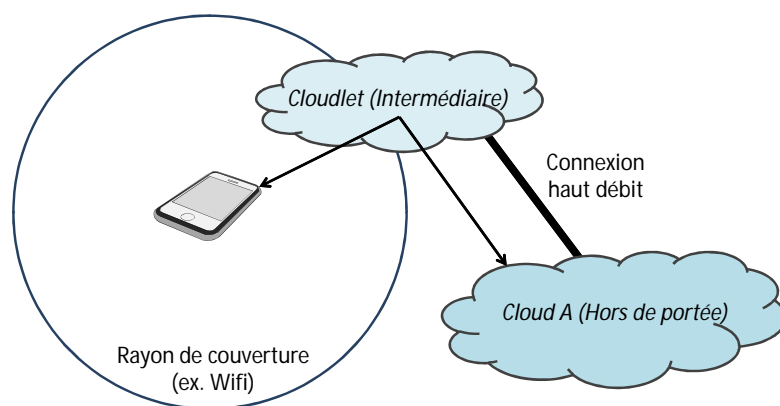 Cloudlet (Intermédiaire)
Connexion
haut débit
Cloud A (Hors de portée)
Rayon de couverture
(ex. Wifi)